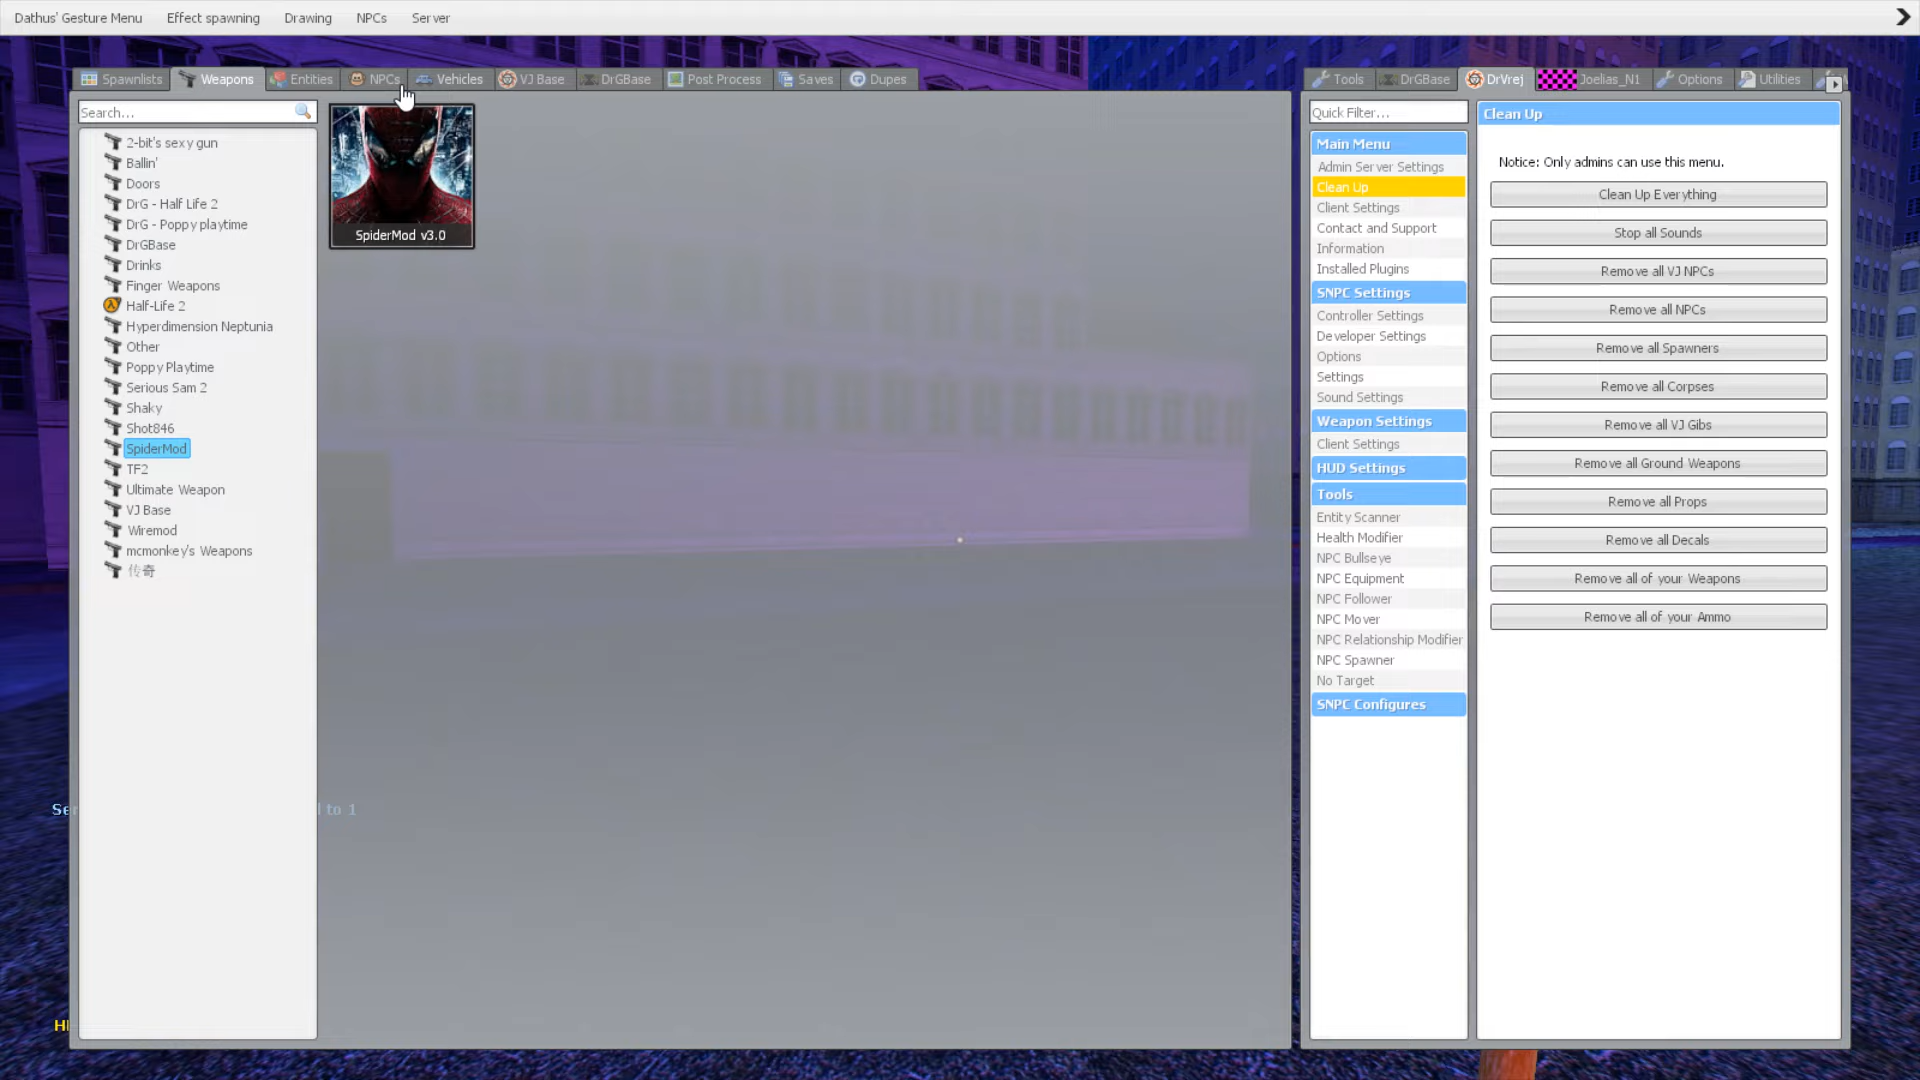 Dathus' Gesture Menu Effect spawning Drawing NPCs Server
Spawnlists Weapons Entities NPCs Vehicles VJ Base DrGBase Post Process Saves Dupes
Search...
2-bit's sexy gun
Ballin'
Doors
DrG - Half Life 2
DrG - Poppy playtime
DrGBase
Drinks
Finger Weapons
Half-Life 2
Hyperdimension Neptunia
Other
Poppy Playtime
Serious Sam 2
Shaky
Shot846
SpiderMod
TF2
Ultimate Weapon
VJ Base
Wiremod
mcmonkey's Weapons
传奇
SpiderMod v3.0
to 1
Tools DrGBase DrVrej Joelias_N1 Options Utilities
Quick Filter...
Main Menu
Admin Server Settings
Clean Up
Client Settings
Contact and Support
Information
Installed Plugins
SNPC Settings
Controller Settings
Developer Settings
Options
Settings
Sound Settings
Weapon Settings
Client Settings
HUD Settings
Tools
Entity Scanner
Health Modifier
NPC Bullseye
NPC Equipment
NPC Follower
NPC Mover
NPC Relationship Modifier
NPC Spawner
No Target
SNPC Configures
Clean Up
Notice: Only admins can use this menu.
Clean Up Everything
Stop all Sounds
Remove all VJ NPCs
Remove all NPCs
Remove all Spawners
Remove all Corpses
Remove all VJ Gibs
Remove all Ground Weapons
Remove all Props
Remove all Decals
Remove all of your Weapons
Remove all of your Ammo